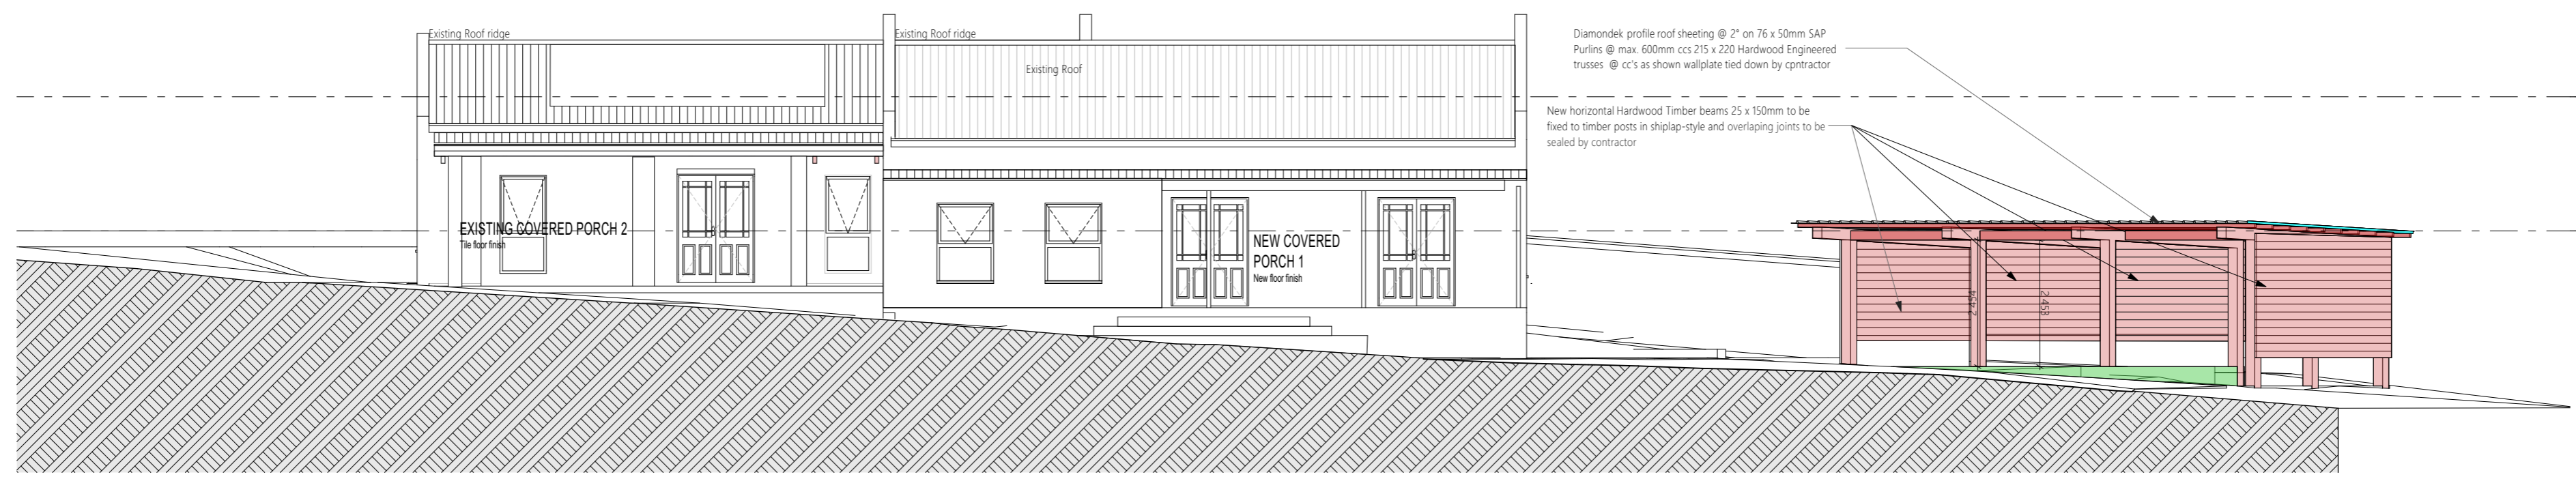 Existing Roof ridge
Existing Roof ridge
Existing Roof
Diamondek profile roof sheeting @ 2° on 76 x 50mm SAP
Purlins @ max. 600mm ccs 215 x 220 Hardwood Engineered
trusses @ cc's as shown wallplate tied down by cpntractor
New horizontal Hardwood Timber beams 25 x 150mm to be
fixed to timber posts in shiplap-style and overlaping joints to be
sealed by contractor
EXISTING COVERED PORCH 2
Tile floor finish
NEW COVERED
PORCH 1
New floor finish
2 453